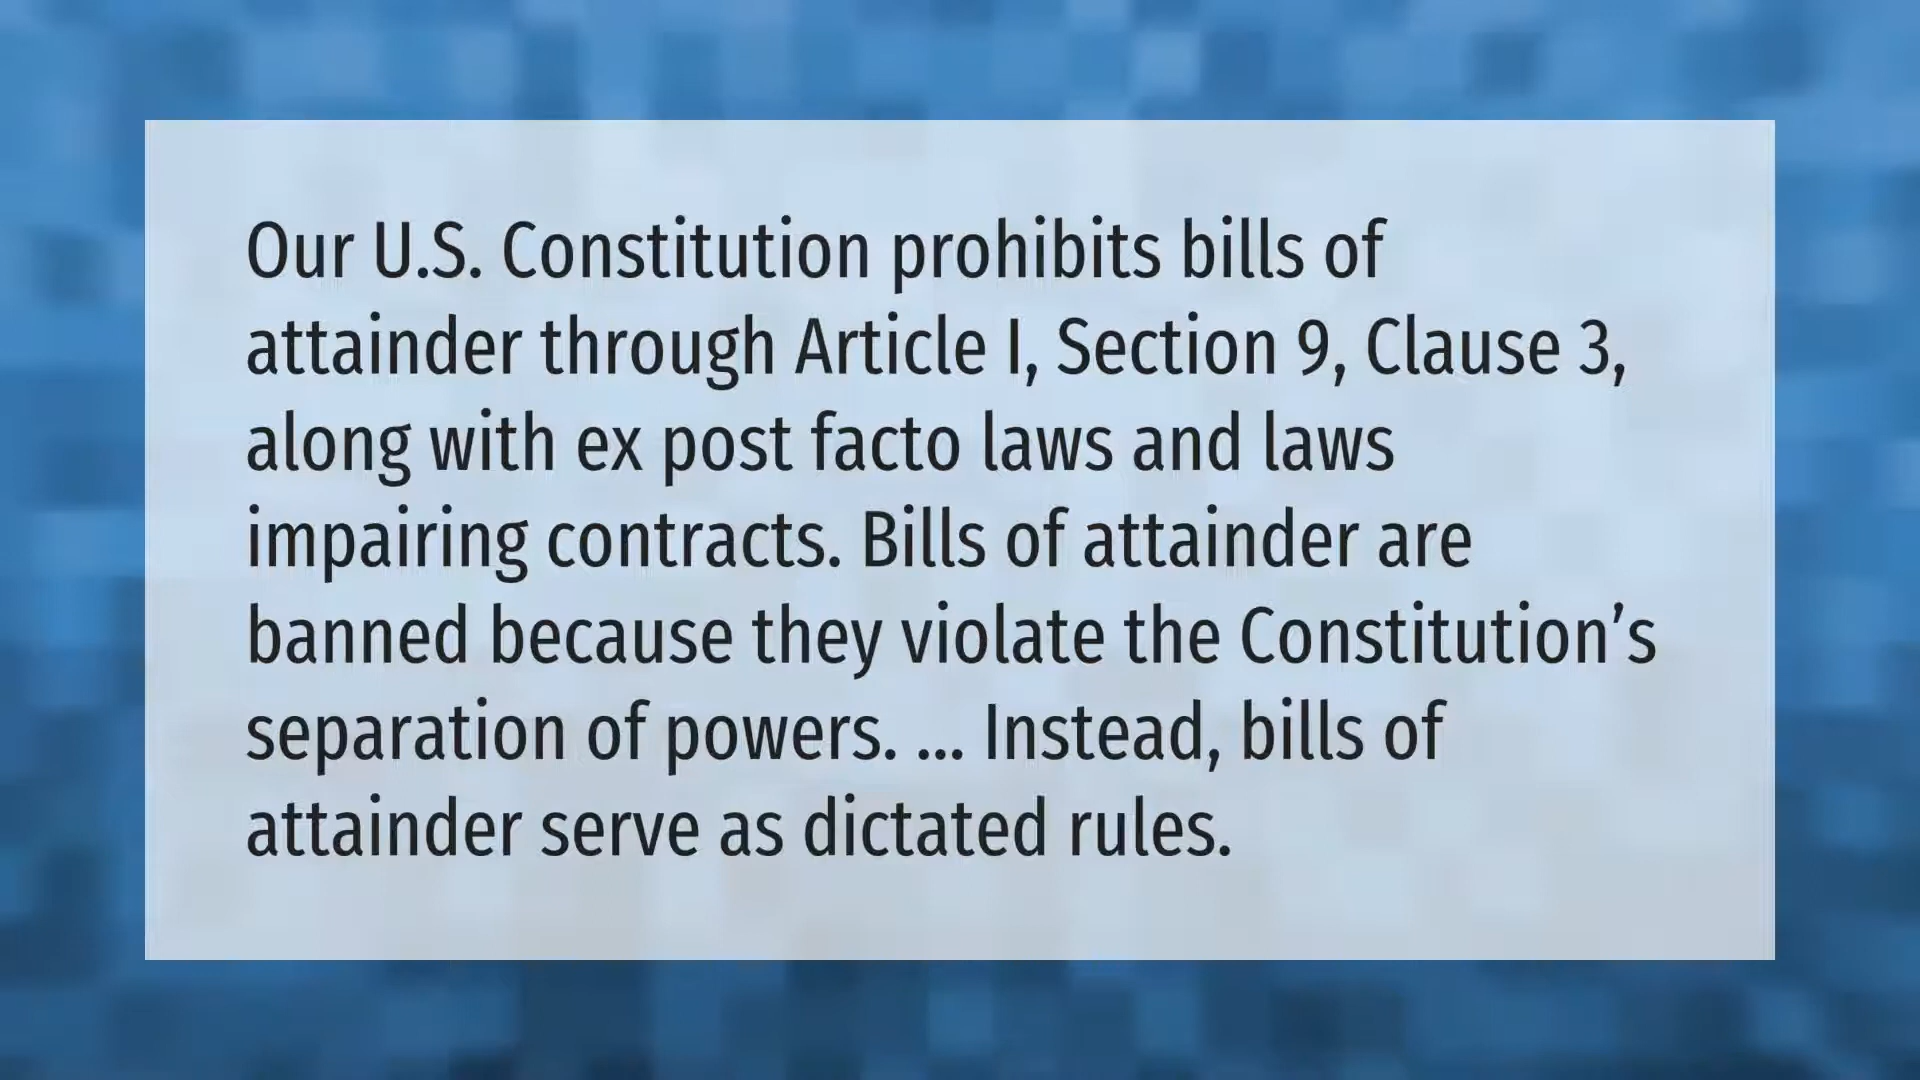 Our U.S. Constitution prohibits bills of
attainder through Article I, Section 9, Clause 3,
along with ex post facto laws and laws
impairing contracts. Bills of attainder are
banned because they violate the Constitution’s
separation of powers. ... Instead, bills of
attainder serve as dictated rules.